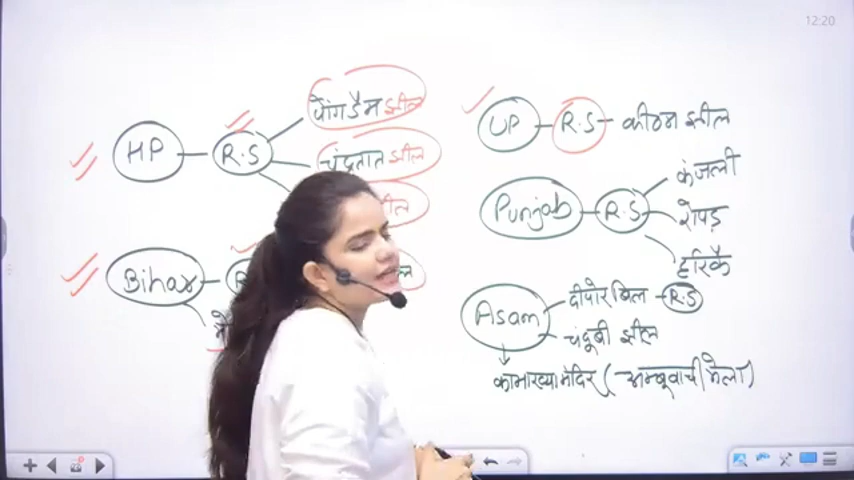 12:20
HP - R.S
पोंग डैम झील
चंद्रताल झील
झील
Bihar
UP - R.S - कीठम झील
Punjab - R.S
कंजली
रोपड़
हरिके
Asam
दीपोर बिल - R.S
चंदूबी झील
कामाख्या मंदिर (अम्बूवाची मेला)